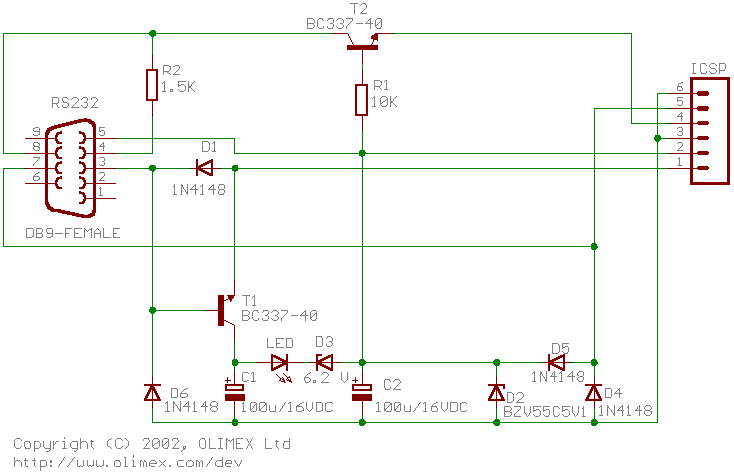 T2
BC337-40
R2
1.5K
R1
10K
ICSP
6
5
4
3
2
1
RS232
9
8
7
6
5
4
3
2
1
DB9-FEMALE
D1
1N4148
T1
BC337-40
LED
D3
6.2 V
D5
1N4148
D6
1N4148
C1
100u/16VDC
C2
100u/16VDC
D2
BZV55C5V1
D4
1N4148
+
+
Copyright (C) 2002, OLIMEX Ltd
http://www.olimex.com/dev